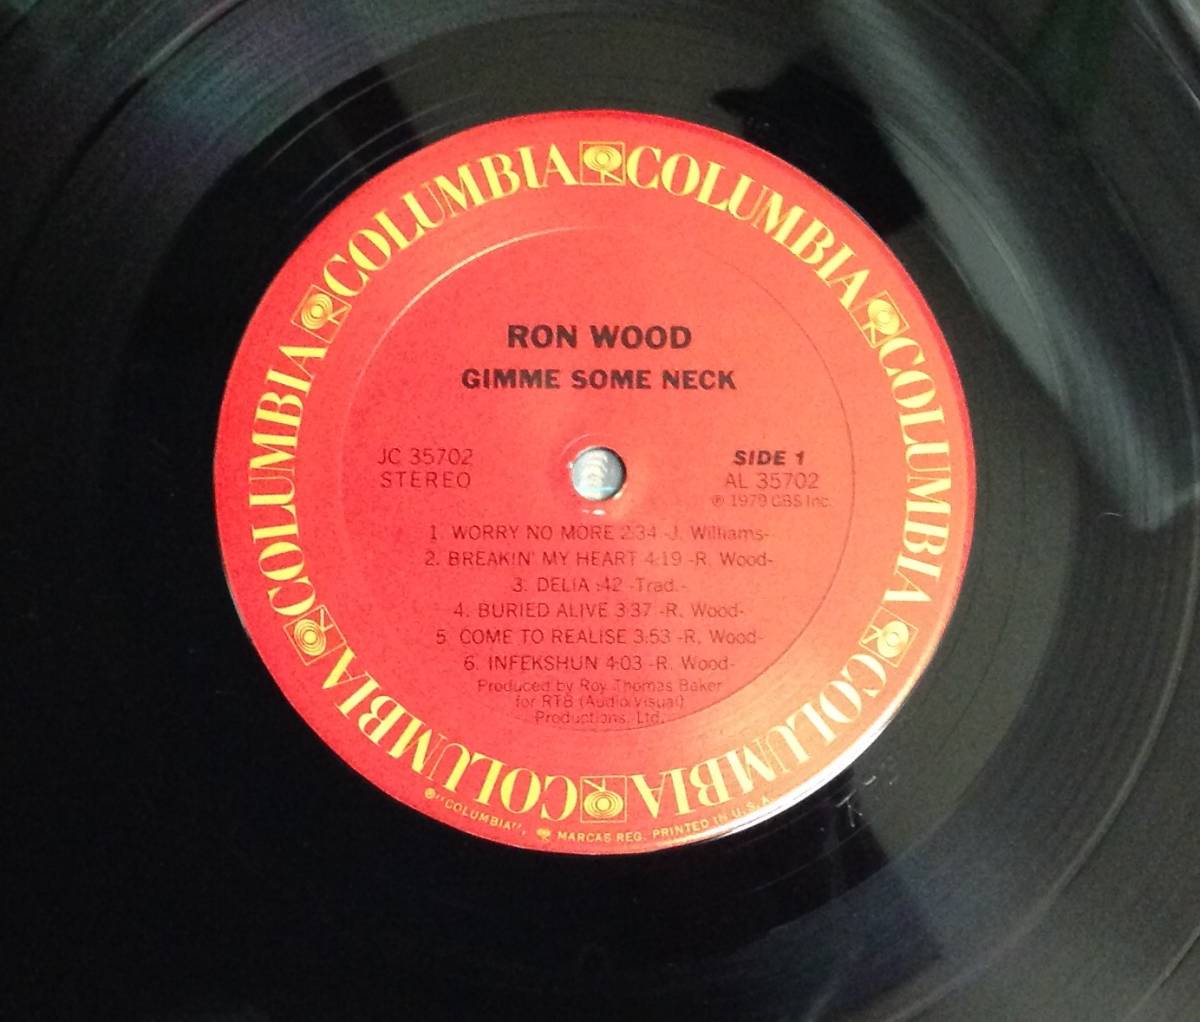 COLUMBIA COLUMBIA COLUMBIA COLUMBIA COLUMBIA COLUMBIA
RON WOOD
GIMME SOME NECK
JC 35702
STEREO
SIDE 1
AL 35702
℗ 1979 CBS Inc.
1. WORRY NO MORE 2:34 -J. Williams-
2. BREAKIN' MY HEART 4:19 -R. Wood-
3. DELIA :42 -Trad.-
4. BURIED ALIVE 3:37 -R. Wood-
5. COME TO REALISE 3:53 -R. Wood-
6. INFEKSHUN 4:03 -R. Wood-
Produced by Roy Thomas Baker
for RTB (Audio Visual)
Productions, Ltd.
®"COLUMBIA", MARCAS REG. PRINTED IN U.S.A.